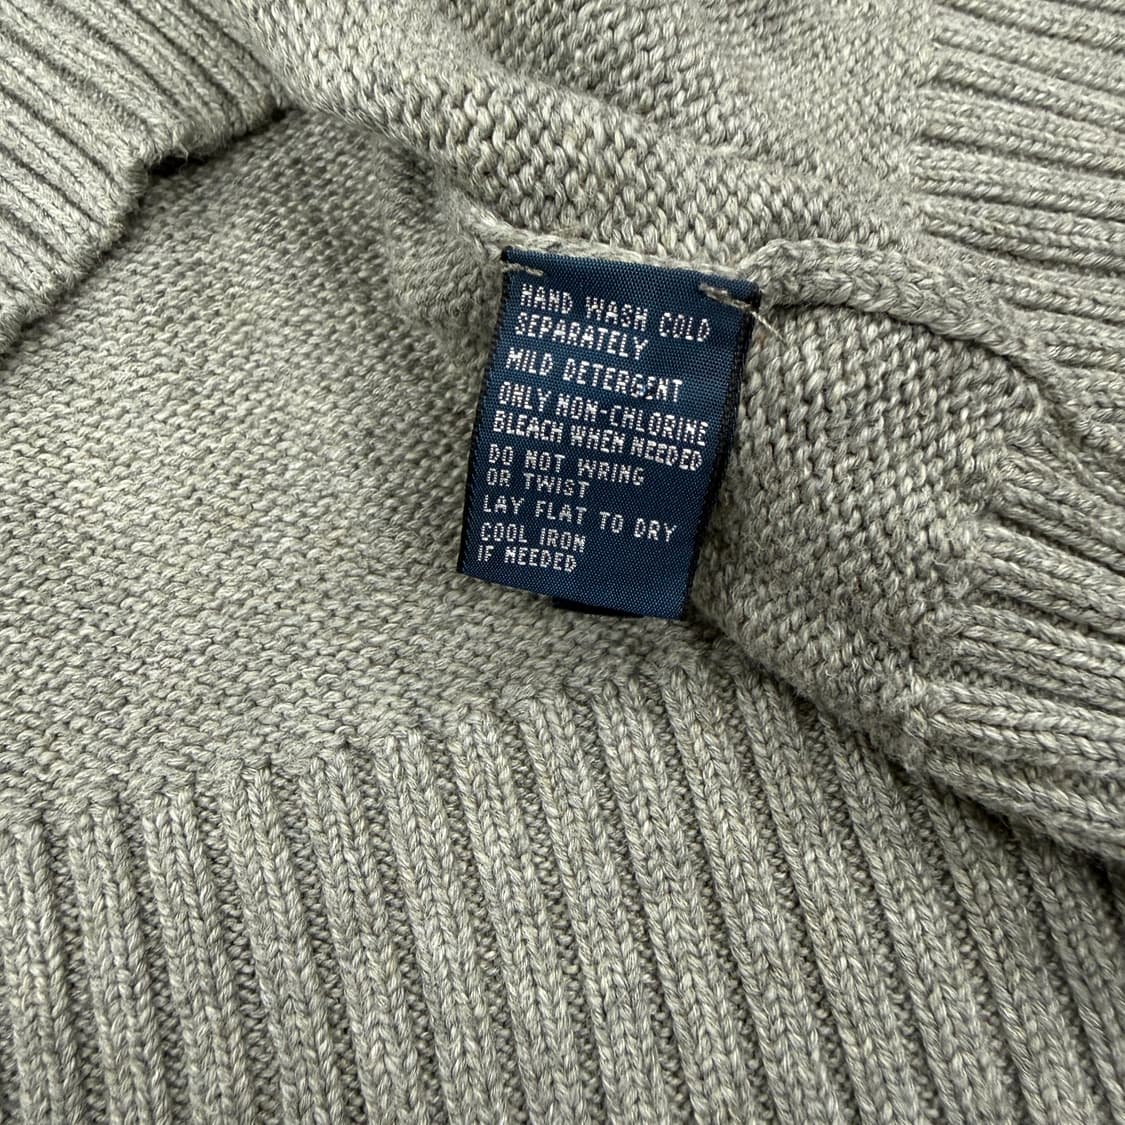 HAND WASH COLD
SEPARATELY
MILD DETERGENT
ONLY NON-CHLORINE
BLEACH WHEN NEEDED
DO NOT WRING
OR TWIST
LAY FLAT TO DRY
COOL IRON
IF NEEDED